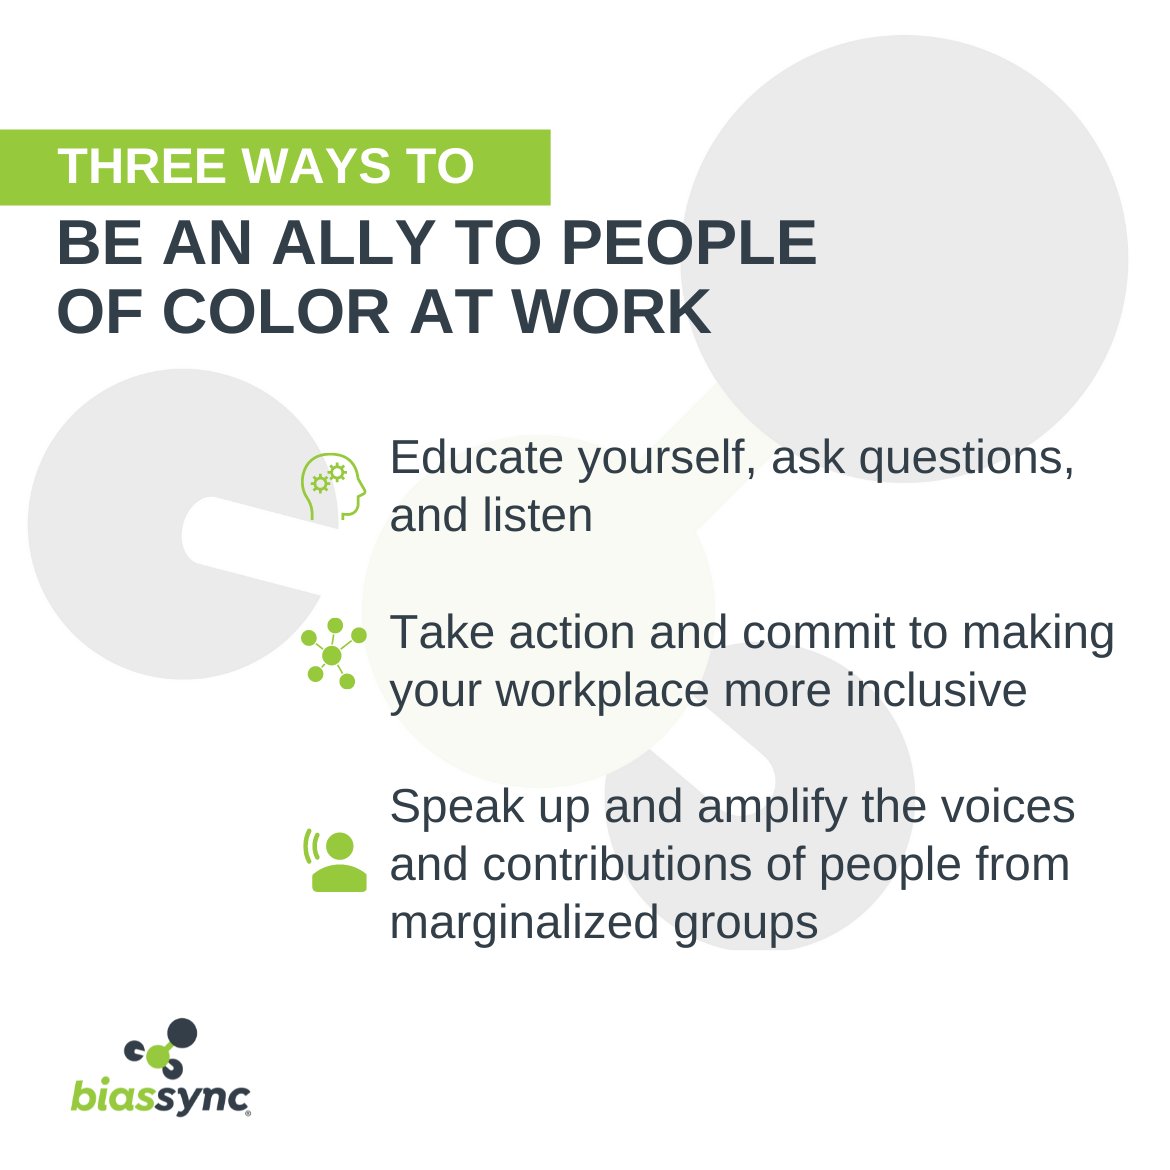 THREE WAYS TO
BE AN ALLY TO PEOPLE
OF COLOR AT WORK
Educate yourself, ask questions,
and listen
Take action and commit to making
your workplace more inclusive
Speak up and amplify the voices
and contributions of people from
marginalized groups
biassync®